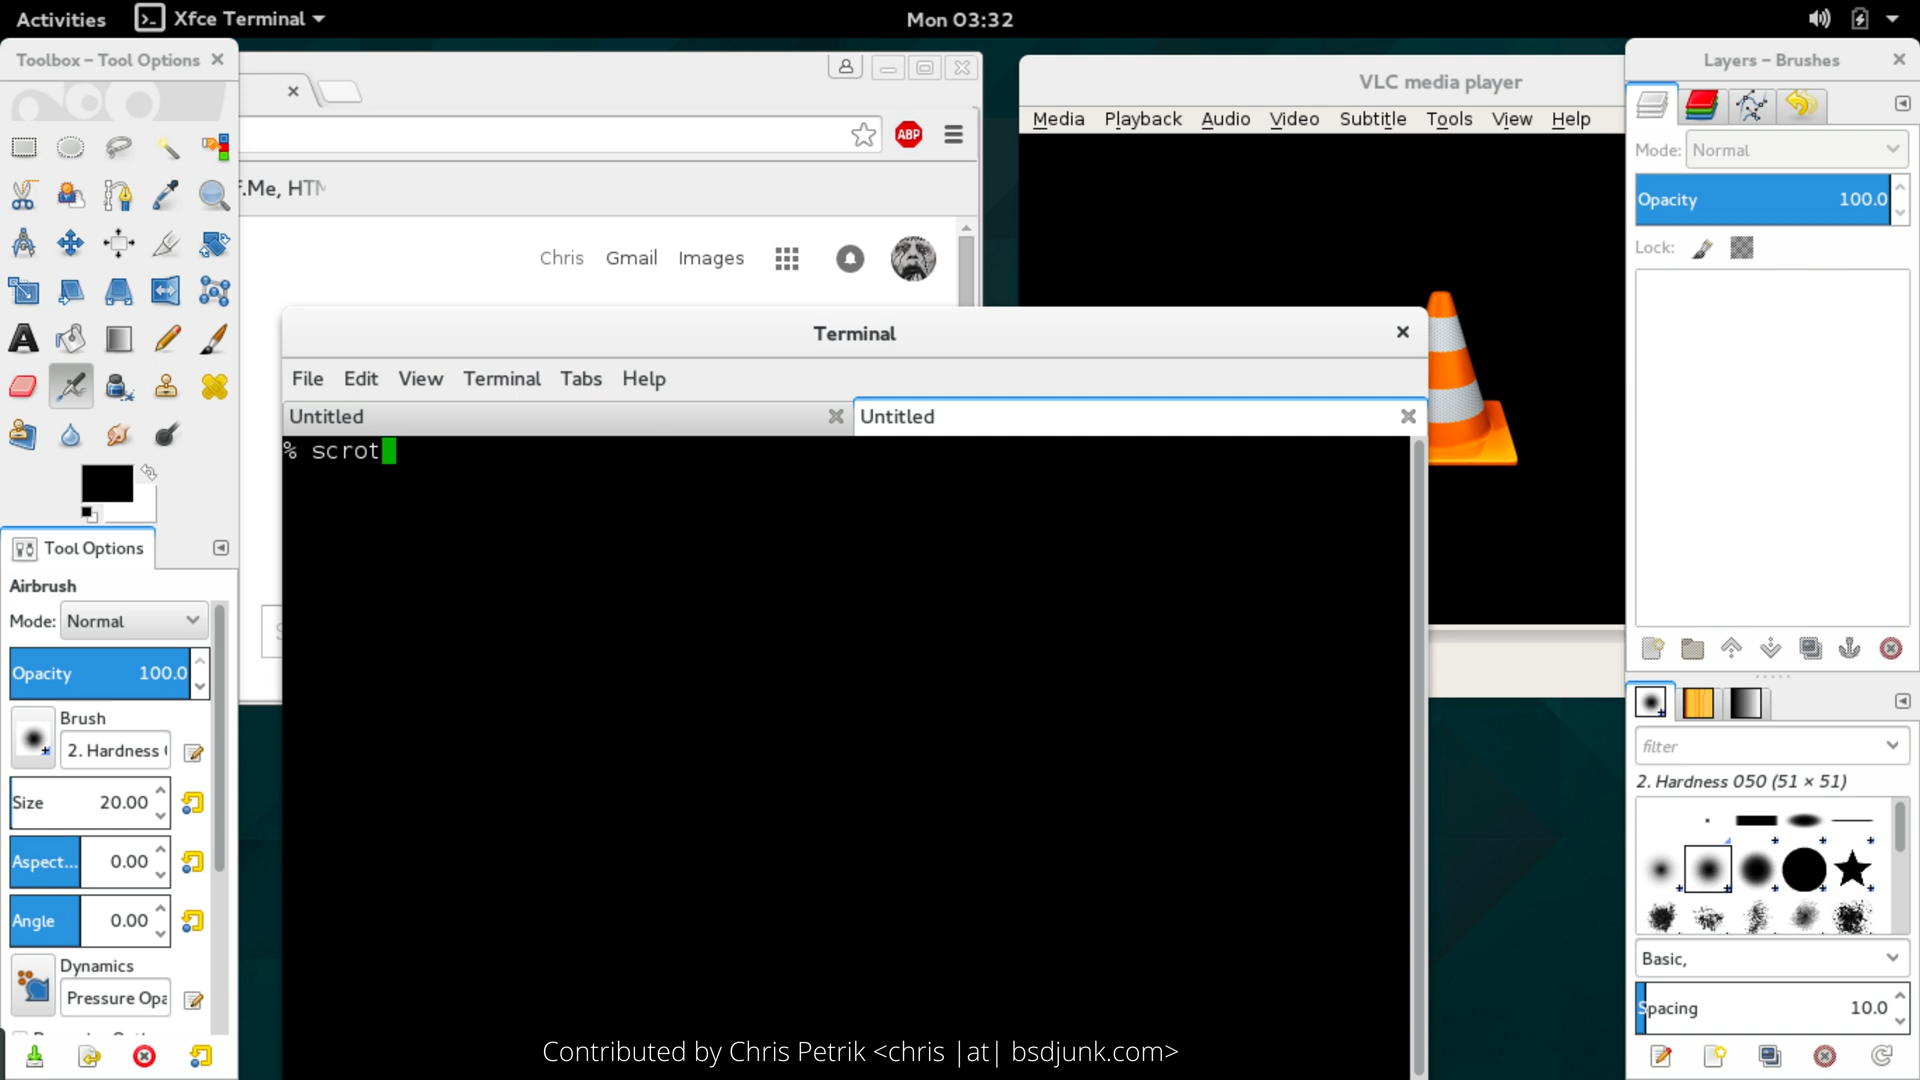 Activities Xfce Terminal Mon 03:32
Toolbox – Tool Options
Tool Options
Airbrush
Mode: Normal
Opacity 100.0
Brush
2. Hardness
Size 20.00
Aspect... 0.00
Angle 0.00
Dynamics
Pressure Opa
ABP
f.Me, HTM
Chris Gmail Images
VLC media player
Media Playback Audio Video Subtitle Tools View Help
Terminal
File Edit View Terminal Tabs Help
Untitled Untitled
% scrot
Contributed by Chris Petrik <chris |at| bsdjunk.com>
Layers – Brushes
Mode: Normal
Opacity 100.0
Lock:
filter
2. Hardness 050 (51 × 51)
Basic,
Spacing 10.0